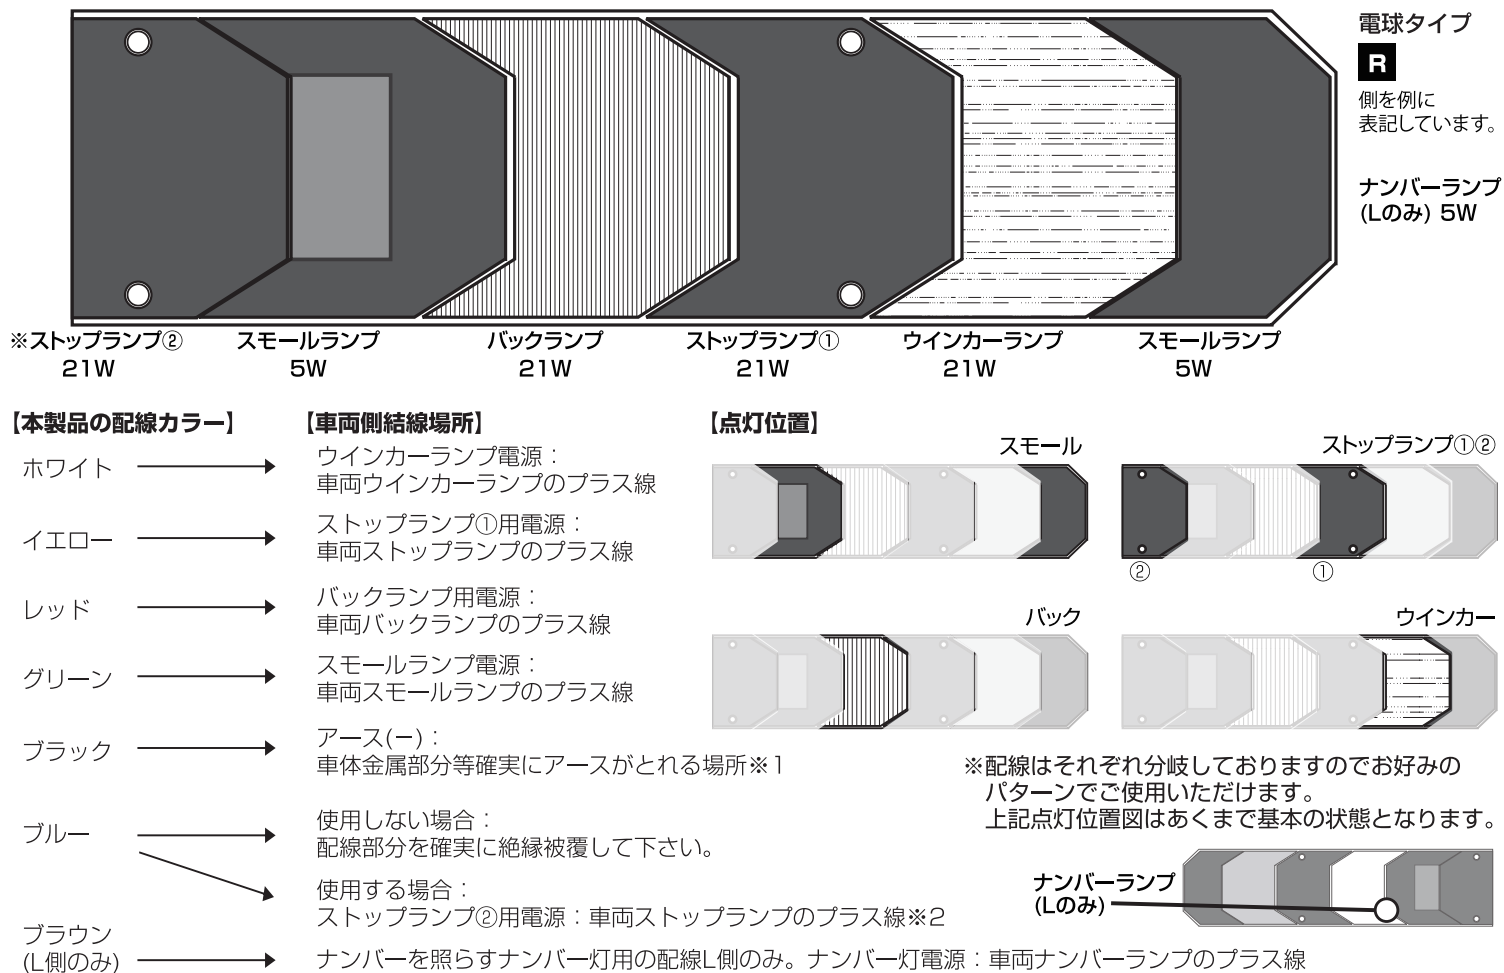 電球タイプ
R
側を例に
表記しています。
ナンバーランプ
(Lのみ) 5W
※ストップランプ②
21W
スモールランプ
5W
バックランプ
21W
ストップランプ①
21W
ウインカーランプ
21W
スモールランプ
5W
【本製品の配線カラー】
【車両側結線場所】
ホワイト
ウインカーランプ電源：
車両ウインカーランプのプラス線
イエロー
ストップランプ①用電源：
車両ストップランプのプラス線
レッド
バックランプ用電源：
車両バックランプのプラス線
グリーン
スモールランプ電源：
車両スモールランプのプラス線
ブラック
アース(−)：
車体金属部分等確実にアースがとれる場所※1
ブルー
使用しない場合：
配線部分を確実に絶縁被覆して下さい。
使用する場合：
ストップランプ②用電源：車両ストップランプのプラス線※2
ブラウン
(L側のみ)
ナンバーを照らすナンバー灯用の配線L側のみ。ナンバー灯電源：車両ナンバーランプのプラス線
【点灯位置】
スモール
ストップランプ①②
②
①
バック
ウインカー
※配線はそれぞれ分岐しておりますのでお好みの
パターンでご使用いただけます。
上記点灯位置図はあくまで基本の状態となります。
ナンバーランプ
(Lのみ)